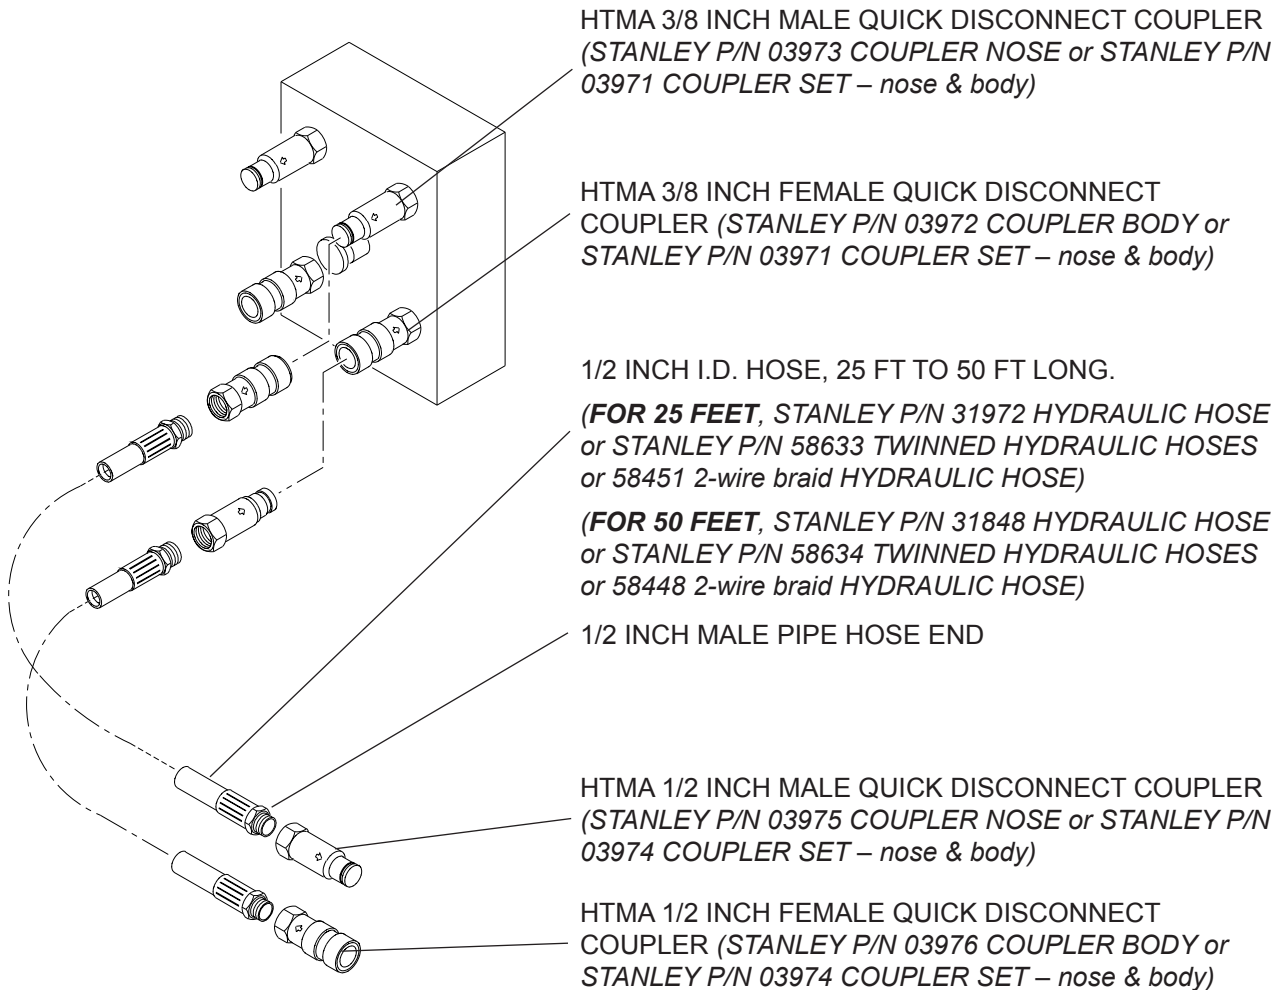 HTMA 3/8 INCH MALE QUICK DISCONNECT COUPLER
(STANLEY P/N 03973 COUPLER NOSE or STANLEY P/N
03971 COUPLER SET – nose & body)
HTMA 3/8 INCH FEMALE QUICK DISCONNECT
COUPLER (STANLEY P/N 03972 COUPLER BODY or
STANLEY P/N 03971 COUPLER SET – nose & body)
1/2 INCH I.D. HOSE, 25 FT TO 50 FT LONG.
(FOR 25 FEET, STANLEY P/N 31972 HYDRAULIC HOSE
or STANLEY P/N 58633 TWINNED HYDRAULIC HOSES
or 58451 2-wire braid HYDRAULIC HOSE)
(FOR 50 FEET, STANLEY P/N 31848 HYDRAULIC HOSE
or STANLEY P/N 58634 TWINNED HYDRAULIC HOSES
or 58448 2-wire braid HYDRAULIC HOSE)
1/2 INCH MALE PIPE HOSE END
HTMA 1/2 INCH MALE QUICK DISCONNECT COUPLER
(STANLEY P/N 03975 COUPLER NOSE or STANLEY P/N
03974 COUPLER SET – nose & body)
HTMA 1/2 INCH FEMALE QUICK DISCONNECT
COUPLER (STANLEY P/N 03976 COUPLER BODY or
STANLEY P/N 03974 COUPLER SET – nose & body)